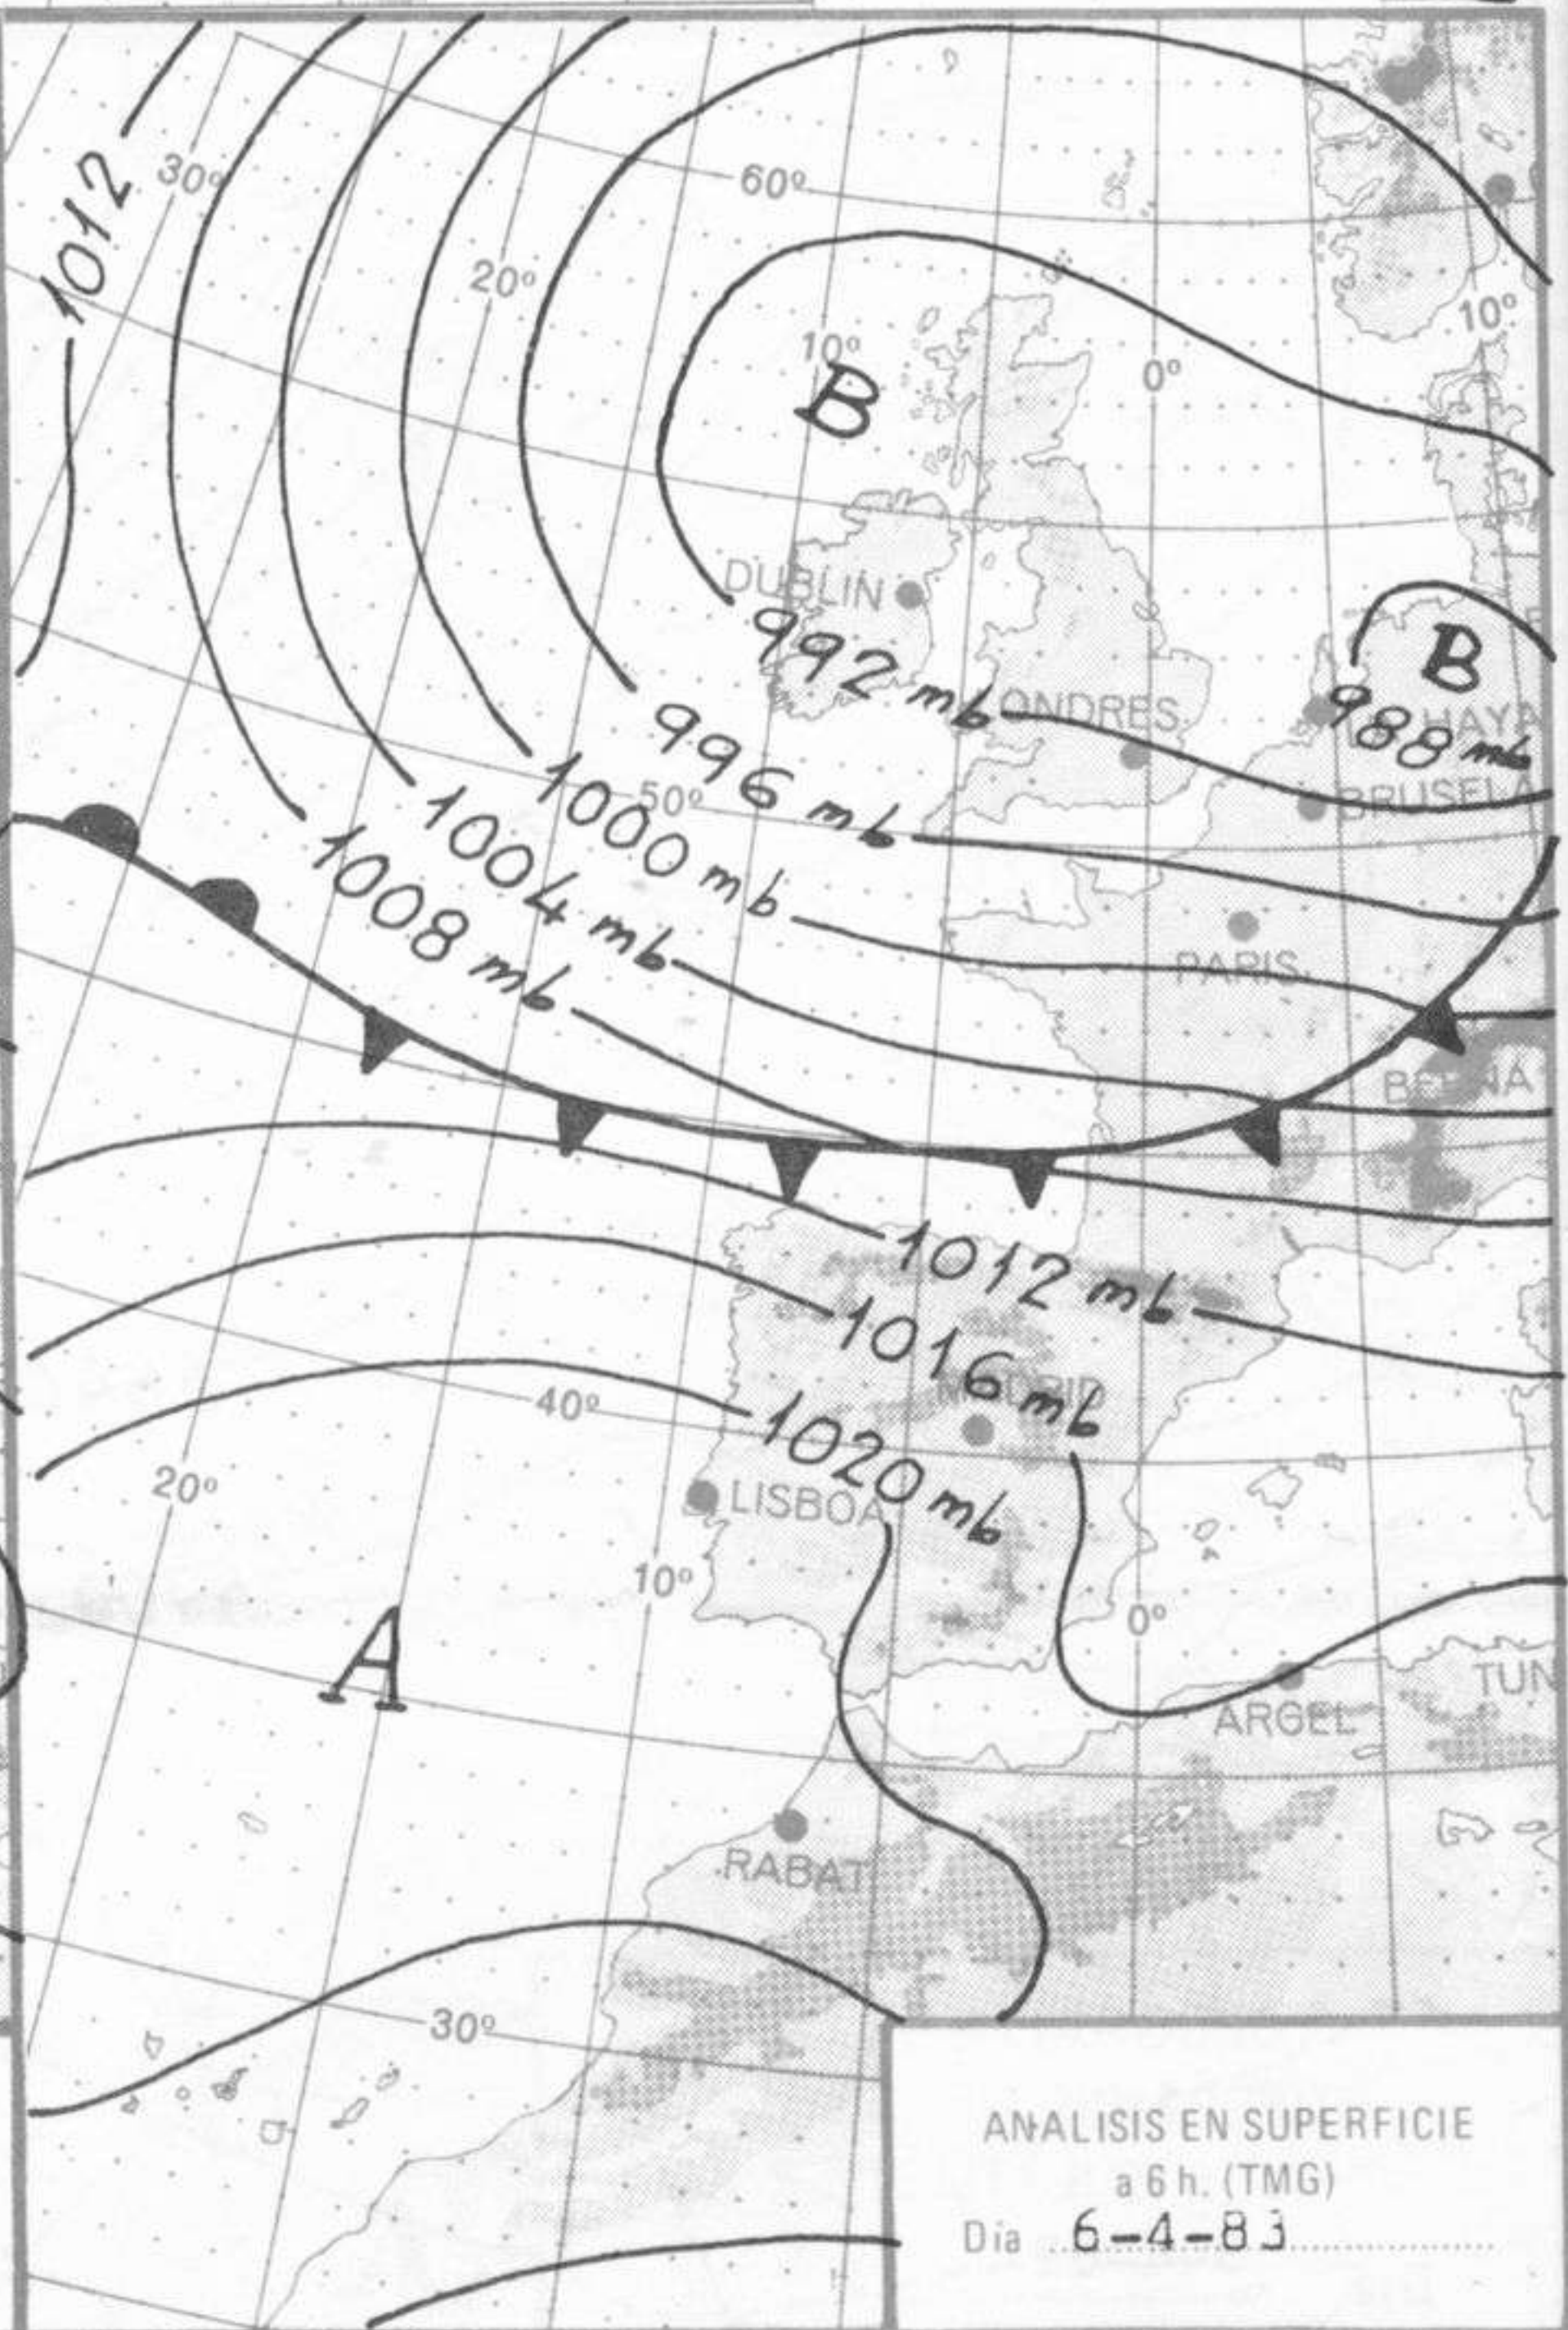 60º
30º
1012
20º
10º
10º
0º
B
DUBLIN
992 mb
B
LONDRES
988 mb
HAYA
996 mb
50º
BRUSELA
1000 mb
1004 mb
1008 mb
PARIS
BERNA
1012 mb
1016 mb
MADRID
40º
1020 mb
20º
LISBOA
10º
0º
A
TUN
ARGEL
RABAT
30º
ANALISIS EN SUPERFICIE
a 6 h. (TMG)
Dia 6-4-83